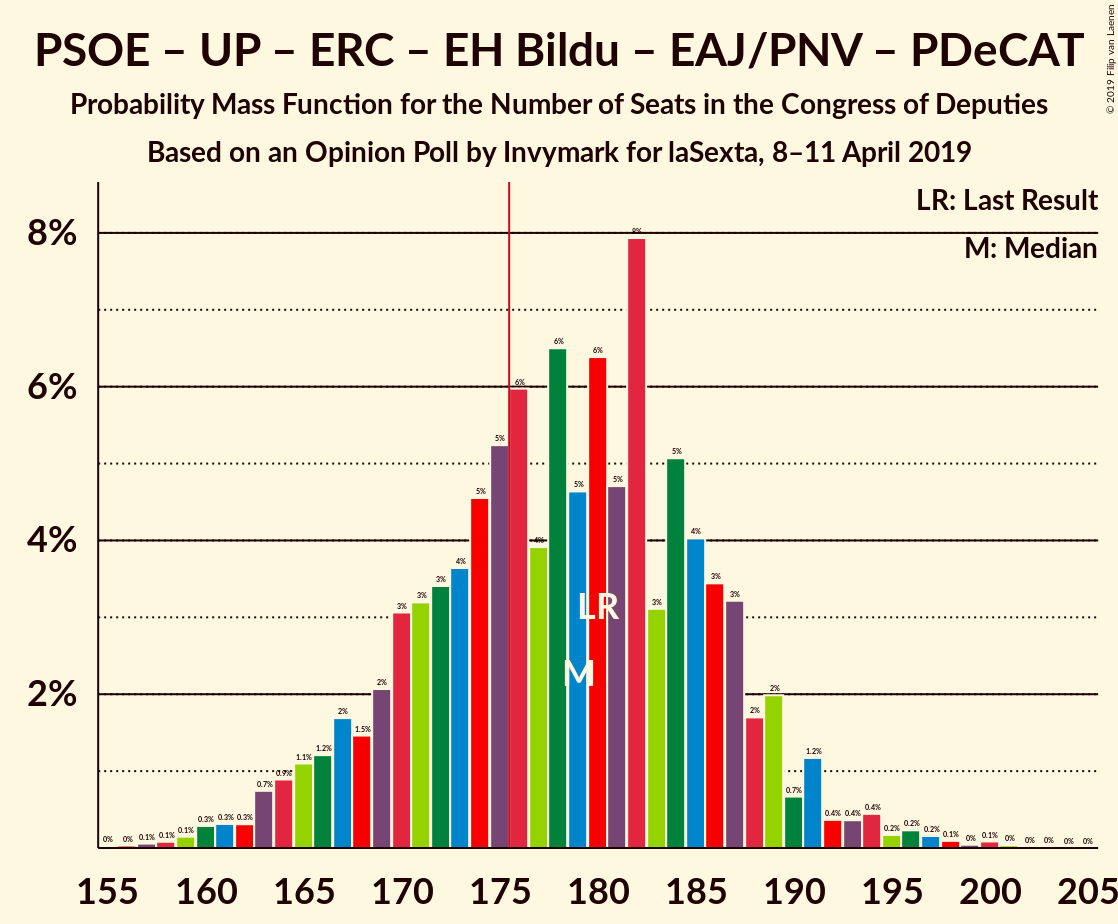 PSOE – UP – ERC – EH Bildu – EAJ/PNV – PDeCAT
Probability Mass Function for the Number of Seats in the Congress of Deputies
Based on an Opinion Poll by Invymark for laSexta, 8–11 April 2019
© 2019 Filip van Laenen
LR: Last Result
M: Median
8%
6%
4%
2%
0% 0% 0.1% 0.1% 0.1% 0.3% 0.3% 0.3% 0.7% 0.9% 1.1% 1.2% 2% 1.5% 2% 3% 3% 3% 4% 5% 5% 6% 4% 6% 5% 6% 5% 8% 3% 5% 4% 3% 3% 2% 2% 0.7% 1.2% 0.4% 0.4% 0.4% 0.2% 0.2% 0.2% 0.1% 0% 0.1% 0% 0% 0% 0% 0%
LR
M
155 160 165 170 175 180 185 190 195 200 205